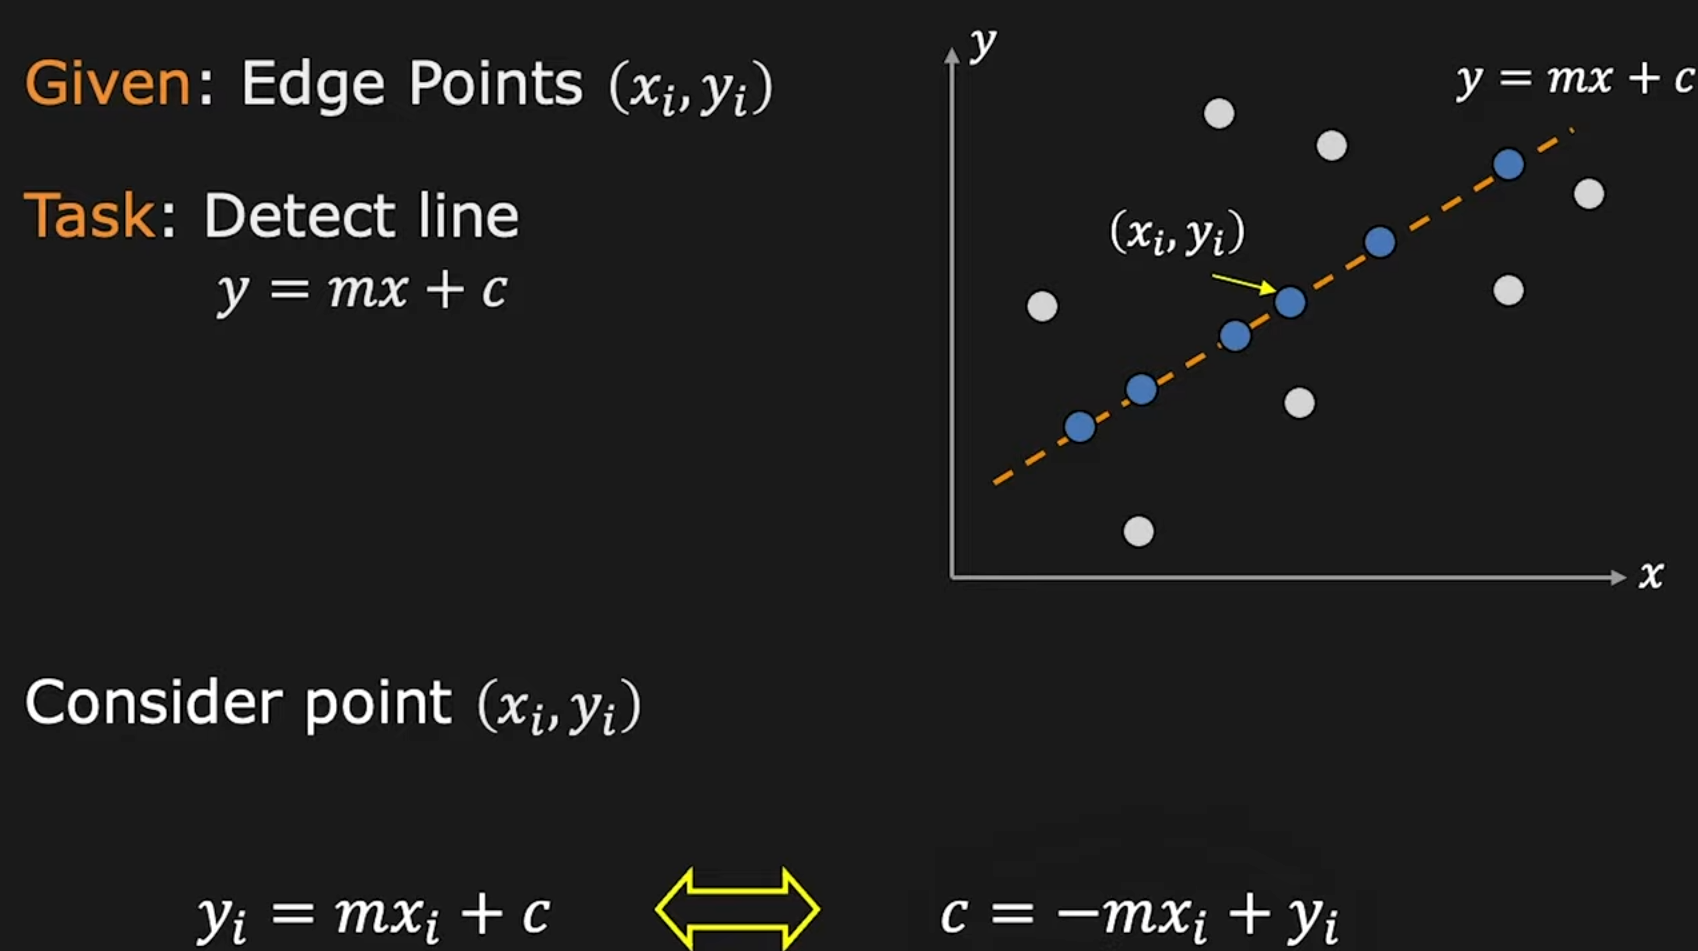 Given: Edge Points (xᵢ, yᵢ)
Task: Detect line
y = mx + c
y
y = mx + c
(xᵢ, yᵢ)
x
Consider point (xᵢ, yᵢ)
yᵢ = mxᵢ + c
c = −mxᵢ + yᵢ